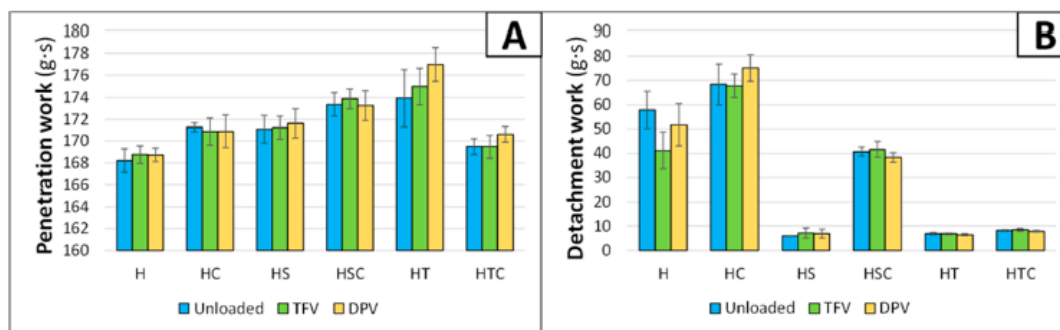 A
Penetration work (g·s)
180
178
176
174
172
170
168
166
164
162
160
H HC HS HSC HT HTC
Unloaded TFV DPV
B
Detachment work (g·s)
90
80
70
60
50
40
30
20
10
0
H HC HS HSC HT HTC
Unloaded TFV DPV